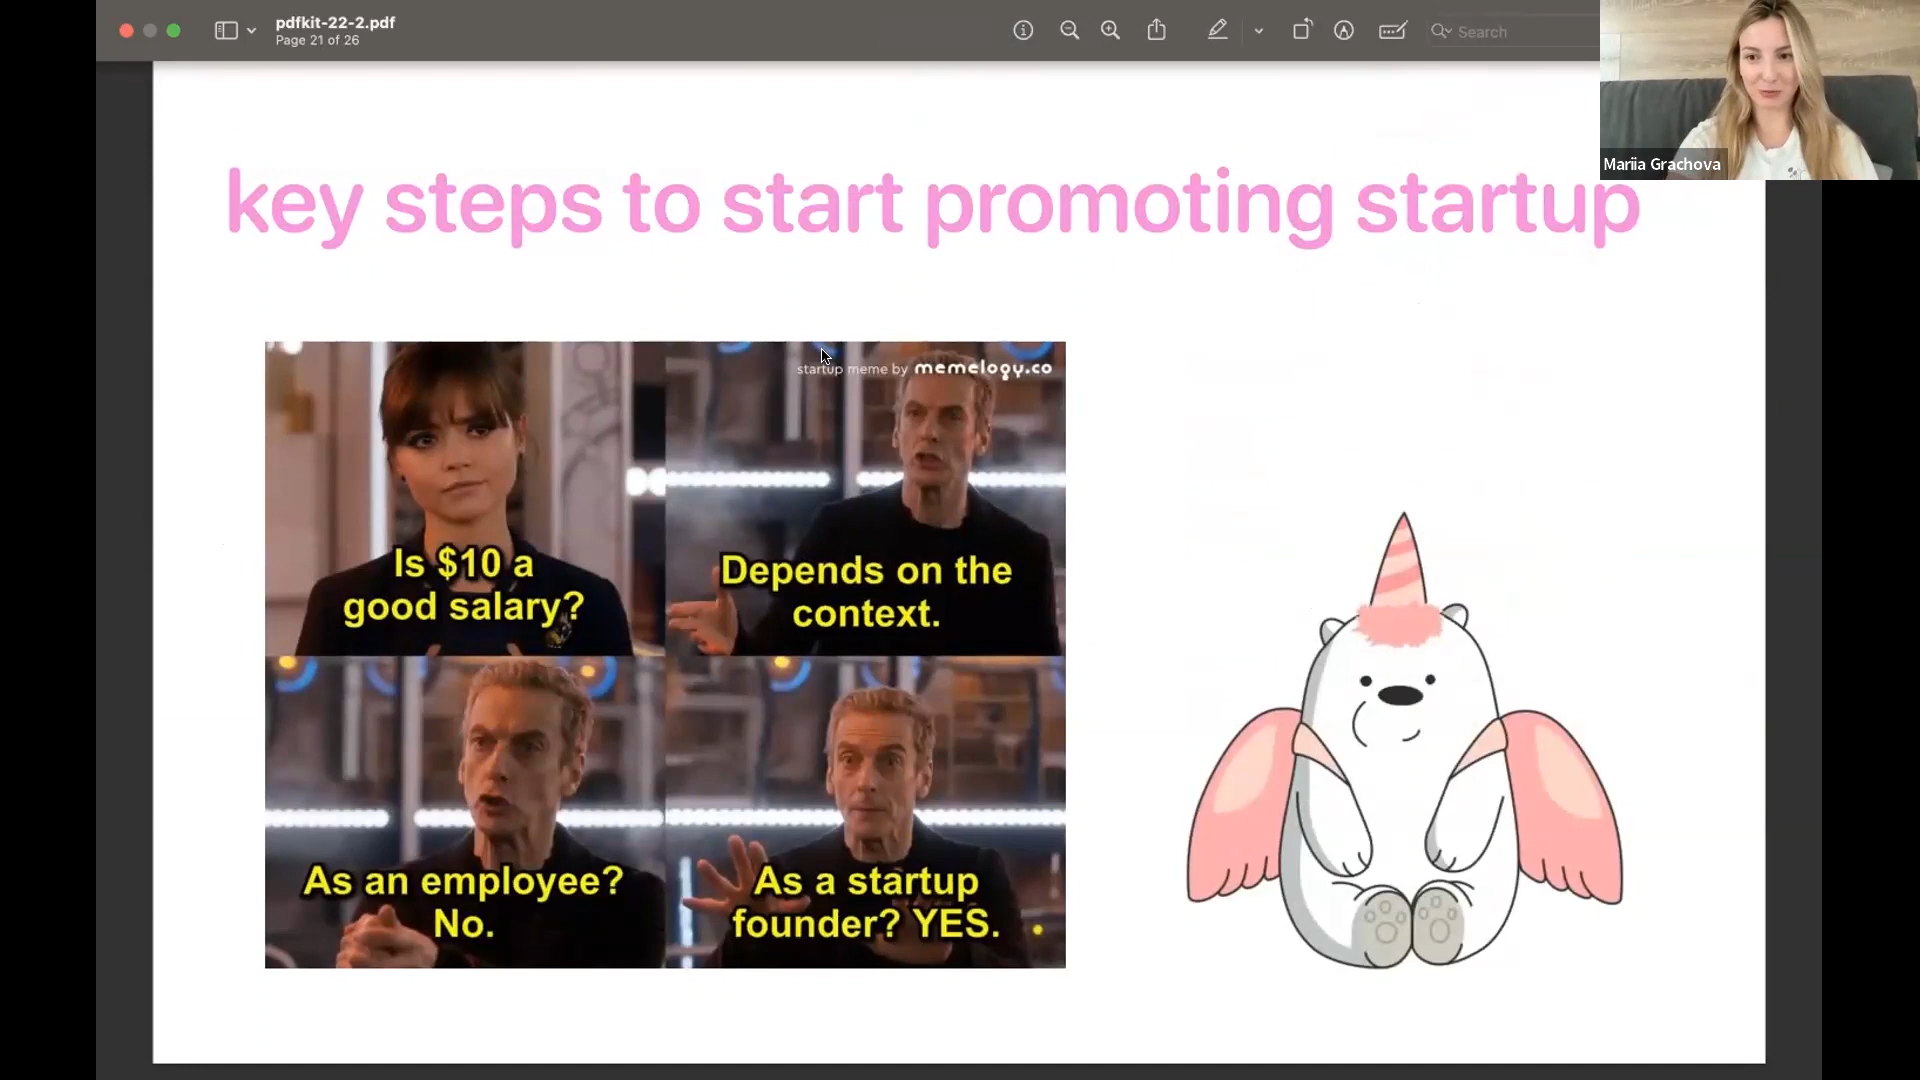 pdfkit-22-2.pdf
Page 21 of 26
Search
Mariia Grachova
key steps to start promoting startup
startup meme by memelogy.co
Is $10 a
good salary?
Depends on the
context.
As an employee?
No.
As a startup
founder? YES.